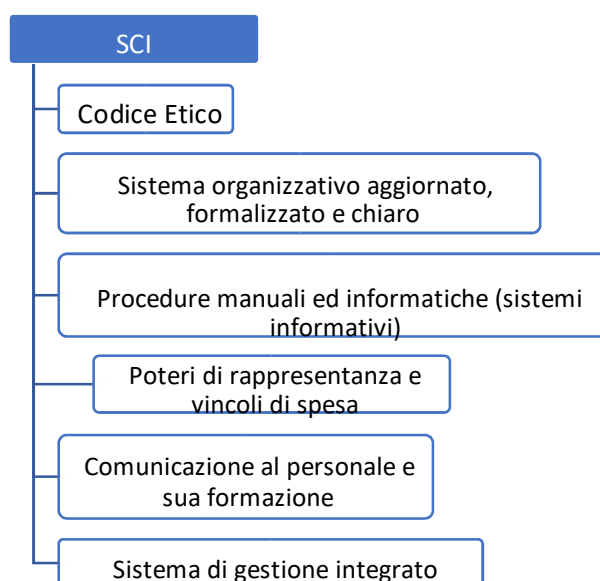 SCI
Codice Etico
Sistema organizzativo aggiornato,
formalizzato e chiaro
Procedure manuali ed informatiche (sistemi
informativi)
Poteri di rappresentanza e
vincoli di spesa
Comunicazione al personale e
sua formazione
Sistema di gestione integrato